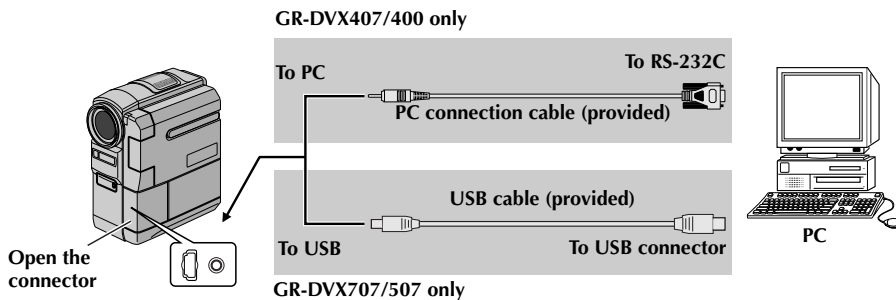 GR-DVX407/400 only
To PC
To RS-232C
PC connection cable (provided)
USB cable (provided)
To USB
To USB connector
GR-DVX707/507 only
Open the
connector
PC